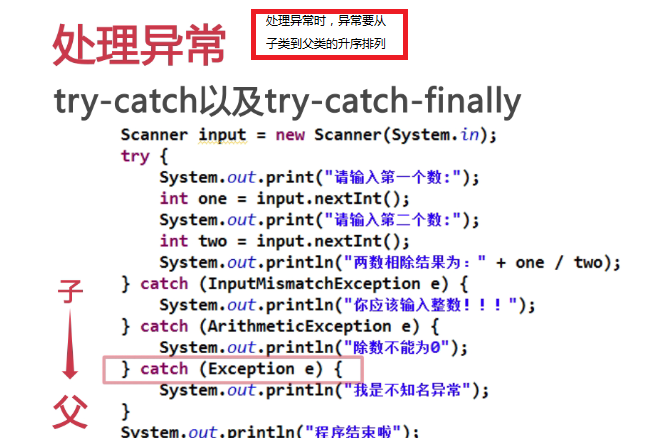 处理异常
处理异常时，异常要从
子类到父类的升序排列
try-catch以及try-catch-finally
Scanner input = new Scanner(System.in);
try {
System.out.print("请输入第一个数:");
int one = input.nextInt();
System.out.print("请输入第二个数:");
int two = input.nextInt();
System.out.println("两数相除结果为：" + one / two);
} catch (InputMismatchException e) {
System.out.println("你应该输入整数！！！");
} catch (ArithmeticException e) {
System.out.println("除数不能为0");
} catch (Exception e) {
System.out.println("我是不知名异常");
}
System.out.println("程序结束啦");
子
父